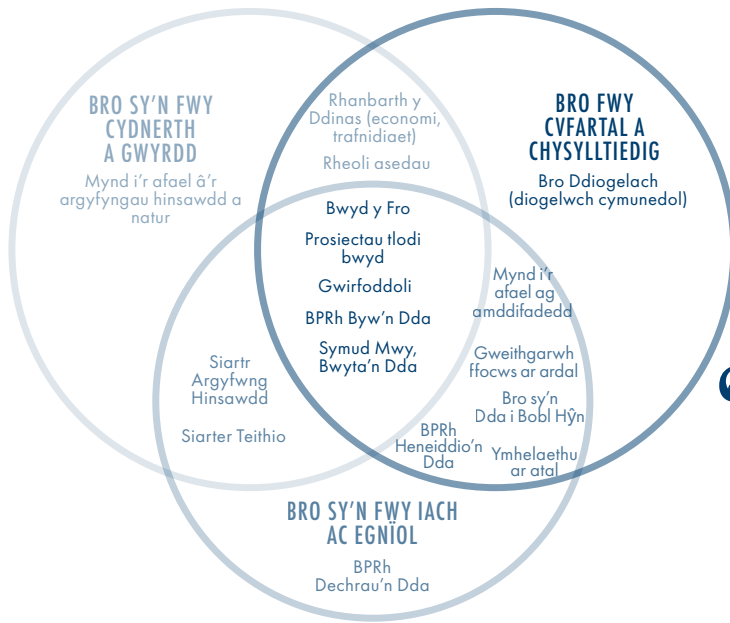 BRO SY'N FWY
CYDNERTH
A GWYRDD
Mynd i'r afael â'r
argyfyngau hinsawdd a
natur
Rhanbarth y
Ddinas (economi,
trafnidiaet)
Rheoli asedau
BRO FWY
CVFARTAL A
CHYSYLLTIEDIG
Bro Ddiogelach
(diogelwch cymunedol)
Bwyd y Fro
Prosiectau tlodi
bwyd
Gwirfoddoli
BPRh Byw'n Dda
Symud Mwy,
Bwyta'n Dda
Mynd i'r
afael ag
amddifadedd
Gweithgarwh
ffocws ar ardal
Bro sy'n
Dda i Bobl Hŷn
BPRh
Heneiddio'n
Dda
Ymhelaethu
ar atal
Siartr
Argyfwng
Hinsawdd
Siarter Teithio
BRO SY'N FWY IACH
AC EGNÏOL
BPRh
Dechrau'n Dda